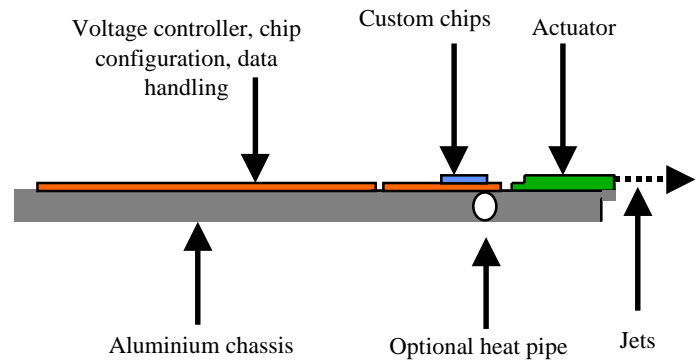 Voltage controller, chip
configuration, data
handling
Custom chips
Actuator
Aluminium chassis
Optional heat pipe
Jets